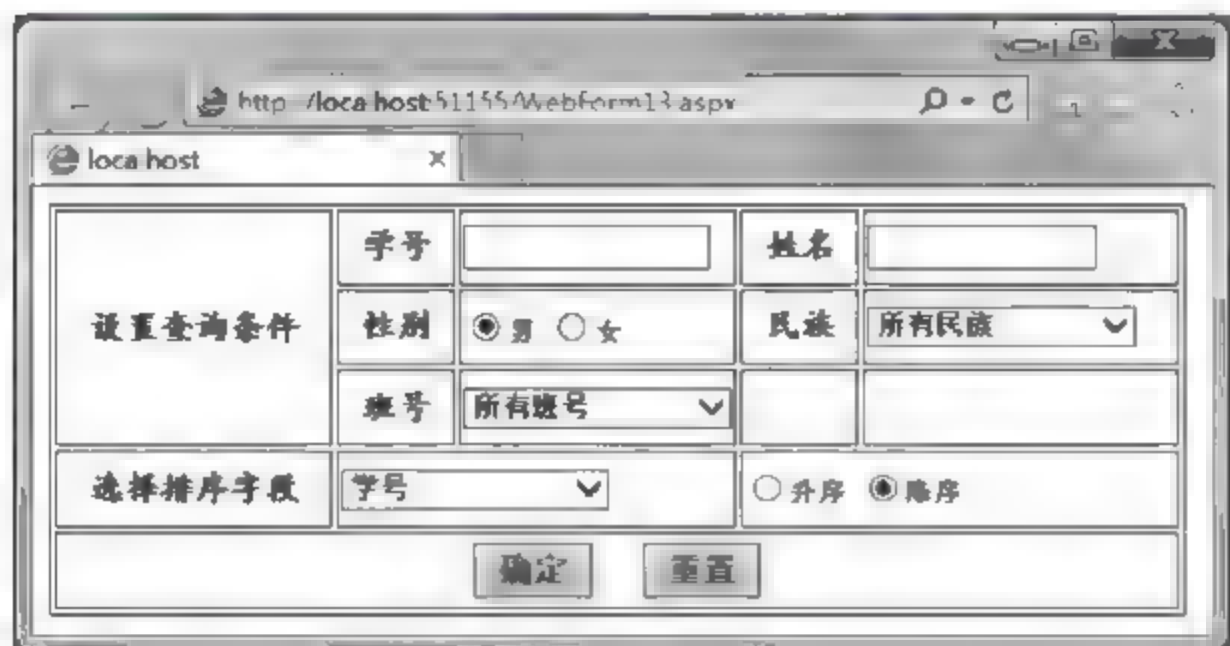 http://localhost:51155/WebForm13.aspx
localhost ×
学号 姓名
设置查询条件 性别 男 女 民族 所有民族
班号 所有班号
选择排序字段 学号 升序 降序
确定 重置